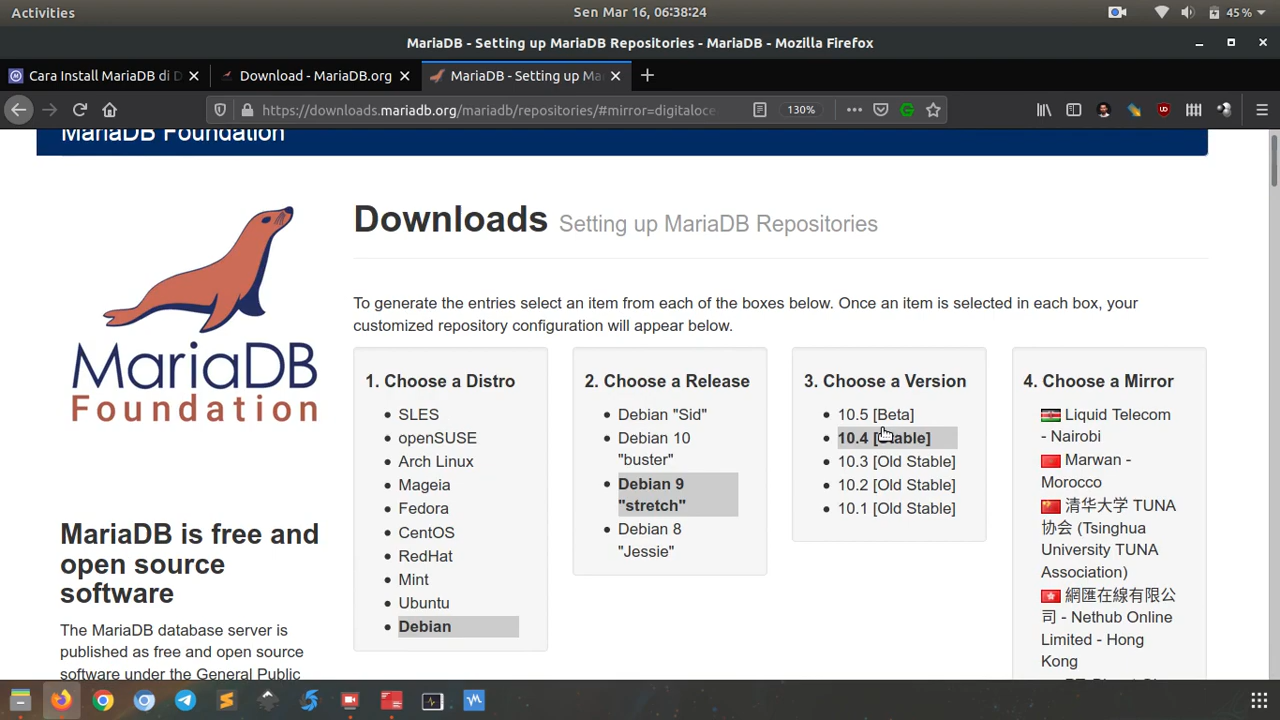 Activities
Sen Mar 16, 06:38:24
45 %
MariaDB - Setting up MariaDB Repositories - MariaDB - Mozilla Firefox
Cara Install MariaDB di D
Download - MariaDB.org
MariaDB - Setting up Ma
https://downloads.mariadb.org/mariadb/repositories/#mirror=digitaloce
130%
MariaDB Foundation
MariaDB
Foundation
Downloads Setting up MariaDB Repositories
To generate the entries select an item from each of the boxes below. Once an item is selected in each box, your
customized repository configuration will appear below.
1. Choose a Distro
SLES
openSUSE
Arch Linux
Mageia
Fedora
CentOS
RedHat
Mint
Ubuntu
Debian
2. Choose a Release
Debian "Sid"
Debian 10
"buster"
Debian 9
"stretch"
Debian 8
"Jessie"
3. Choose a Version
10.5 [Beta]
10.4 [Stable]
10.3 [Old Stable]
10.2 [Old Stable]
10.1 [Old Stable]
4. Choose a Mirror
Liquid Telecom
- Nairobi
Marwan -
Morocco
清华大学 TUNA
协会 (Tsinghua
University TUNA
Association)
網匯在線有限公
司 - Nethub Online
Limited - Hong
Kong
MariaDB is free and
open source
software
The MariaDB database server is
published as free and open source
software under the General Public